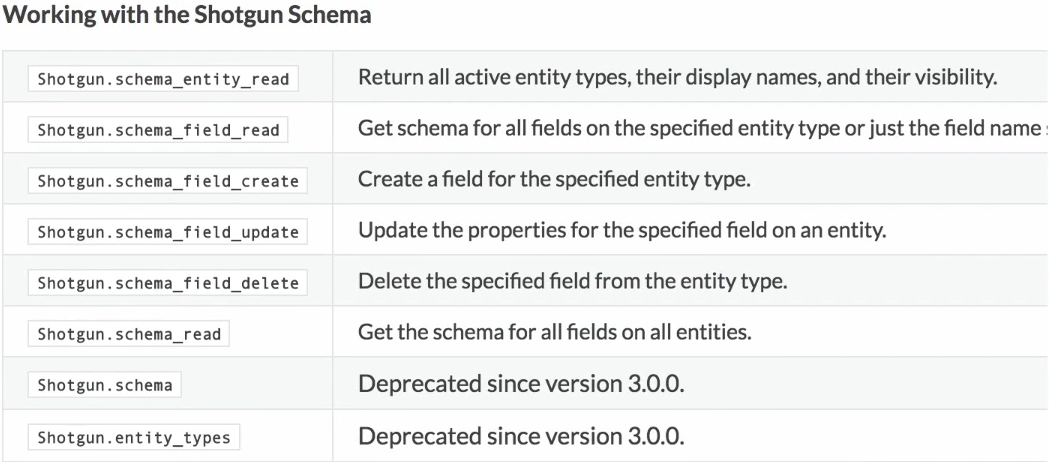 Working with the Shotgun Schema
Shotgun.schema_entity_read Return all active entity types, their display names, and their visibility.
Shotgun.schema_field_read Get schema for all fields on the specified entity type or just the field name
Shotgun.schema_field_create Create a field for the specified entity type.
Shotgun.schema_field_update Update the properties for the specified field on an entity.
Shotgun.schema_field_delete Delete the specified field from the entity type.
Shotgun.schema_read Get the schema for all fields on all entities.
Shotgun.schema Deprecated since version 3.0.0.
Shotgun.entity_types Deprecated since version 3.0.0.